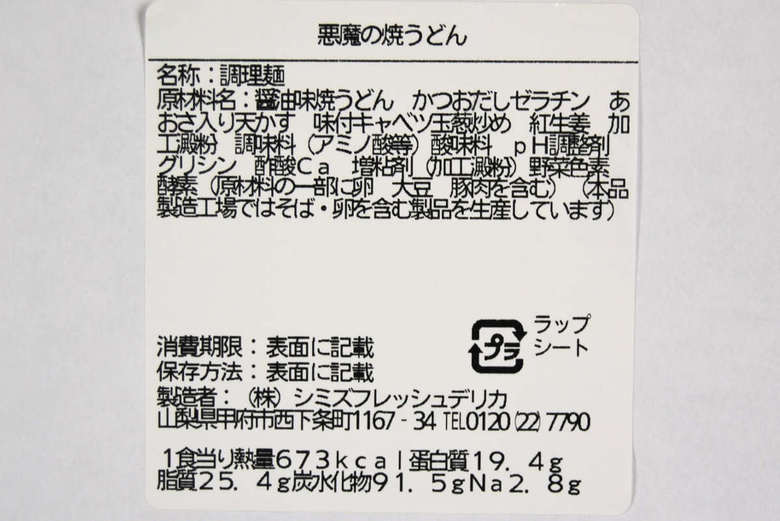 悪魔の焼うどん
名称：調理麺
原材料名：醤油味焼うどん　かつおだしゼラチン　あ
おさ入り天かす　味付キャベツ玉葱炒め　紅生姜　加
工澱粉　調味料（アミノ酸等）酸味料　ｐＨ調整剤
グリシン　酢酸Ｃａ　増粘剤（加工澱粉）野菜色素
酵素（原材料の一部に卵　大豆　豚肉を含む）（本品
製造工場ではそば・卵を含む製品を生産しています）
プラ
ラップ
シート
消費期限：表面に記載
保存方法：表面に記載
製造者：（株）シミズフレッシュデリカ
山梨県甲府市西下条町1167-34 TEL0120(22)7790
1食当り熱量６７３ｋｃａｌ蛋白質１９．４ｇ
脂質２５．４ｇ炭水化物９１．５ｇＮａ２．８ｇ